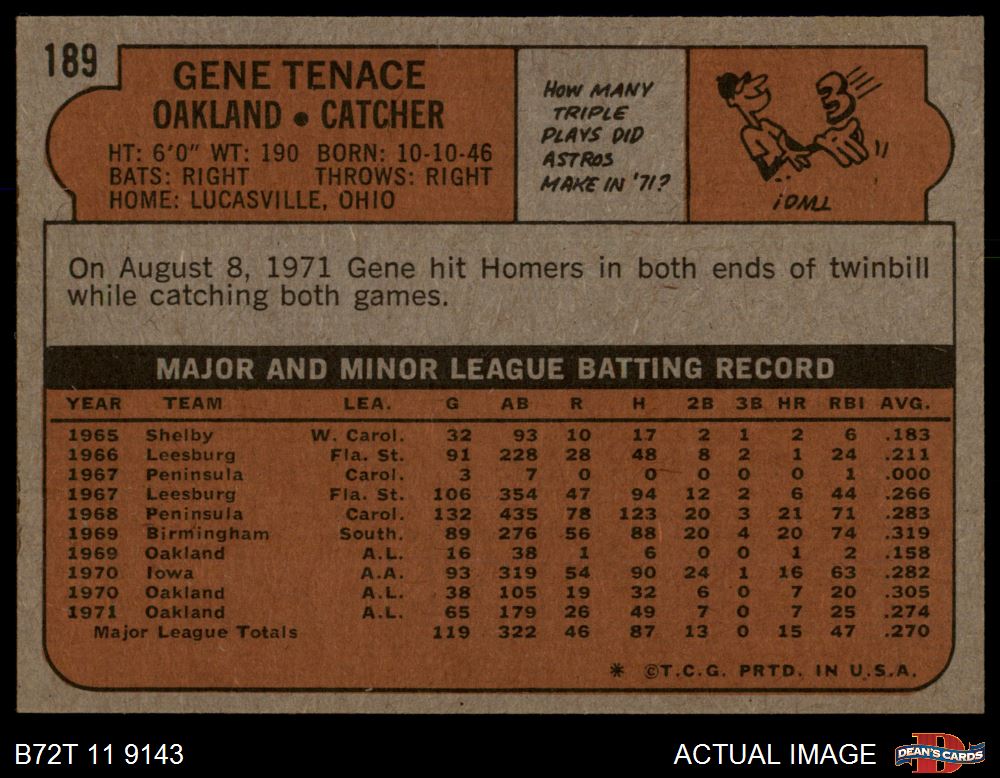 189
GENE TENACE
OAKLAND • CATCHER
HT: 6'0" WT: 190 BORN: 10-10-46
BATS: RIGHT THROWS: RIGHT
HOME: LUCASVILLE, OHIO
HOW MANY
TRIPLE
PLAYS DID
ASTROS
MAKE IN '71?
3
TWO!
On August 8, 1971 Gene hit Homers in both ends of twinbill
while catching both games.
MAJOR AND MINOR LEAGUE BATTING RECORD
YEAR TEAM LEA. G AB R H 2B 3B HR RBI AVG.
1965 Shelby W. Carol. 32 93 10 17 2 1 2 6 .183
1966 Leesburg Fla. St. 91 228 28 48 8 2 1 24 .211
1967 Peninsula Carol. 3 7 0 0 0 0 0 1 .000
1967 Leesburg Fla. St. 106 354 47 94 12 2 6 44 .266
1968 Peninsula Carol. 132 435 78 123 20 3 21 71 .283
1969 Birmingham South. 89 276 56 88 20 4 20 74 .319
1969 Oakland A.L. 16 38 1 6 0 0 1 2 .158
1970 Iowa A.A. 93 319 54 90 24 1 16 63 .282
1970 Oakland A.L. 38 105 19 32 6 0 7 20 .305
1971 Oakland A.L. 65 179 26 49 7 0 7 25 .274
Major League Totals 119 322 46 87 13 0 15 47 .270
* ©T.C.G. PRTD. IN U.S.A.
B72T 11 9143
ACTUAL IMAGE
DEAN'S CARDS